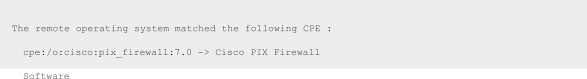 The remote operating system matched the following CPE :
cpe:/o:cisco:pix_firewall:7.0 -> Cisco PIX Firewall
Software